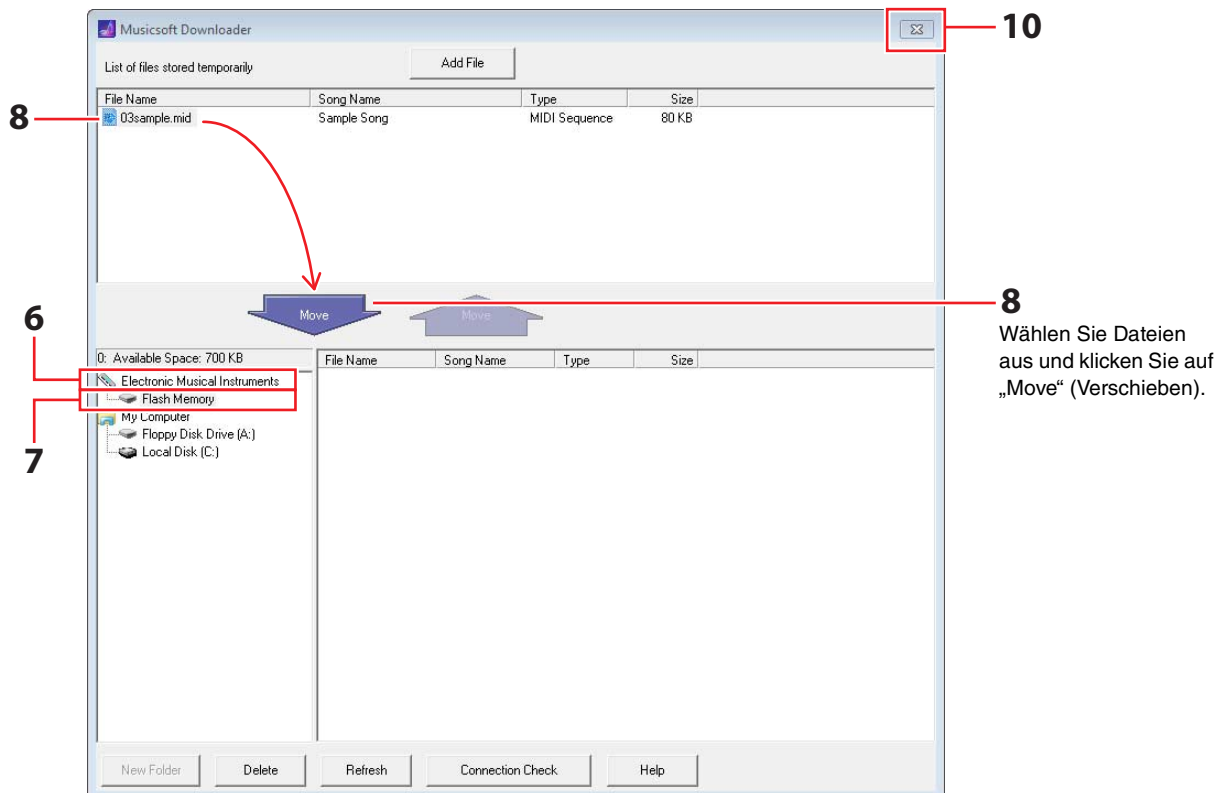 Musicsoft Downloader
10
List of files stored temporarily
Add File
File Name Song Name Type Size
8
03sample.mid Sample Song MIDI Sequence 80 KB
Move
Move
8
Wählen Sie Dateien
aus und klicken Sie auf
„Move“ (Verschieben).
6
0: Available Space: 700 KB
File Name Song Name Type Size
Electronic Musical Instruments
Flash Memory
7
My Computer
Floppy Disk Drive (A:)
Local Disk (C:)
New Folder Delete Refresh Connection Check Help